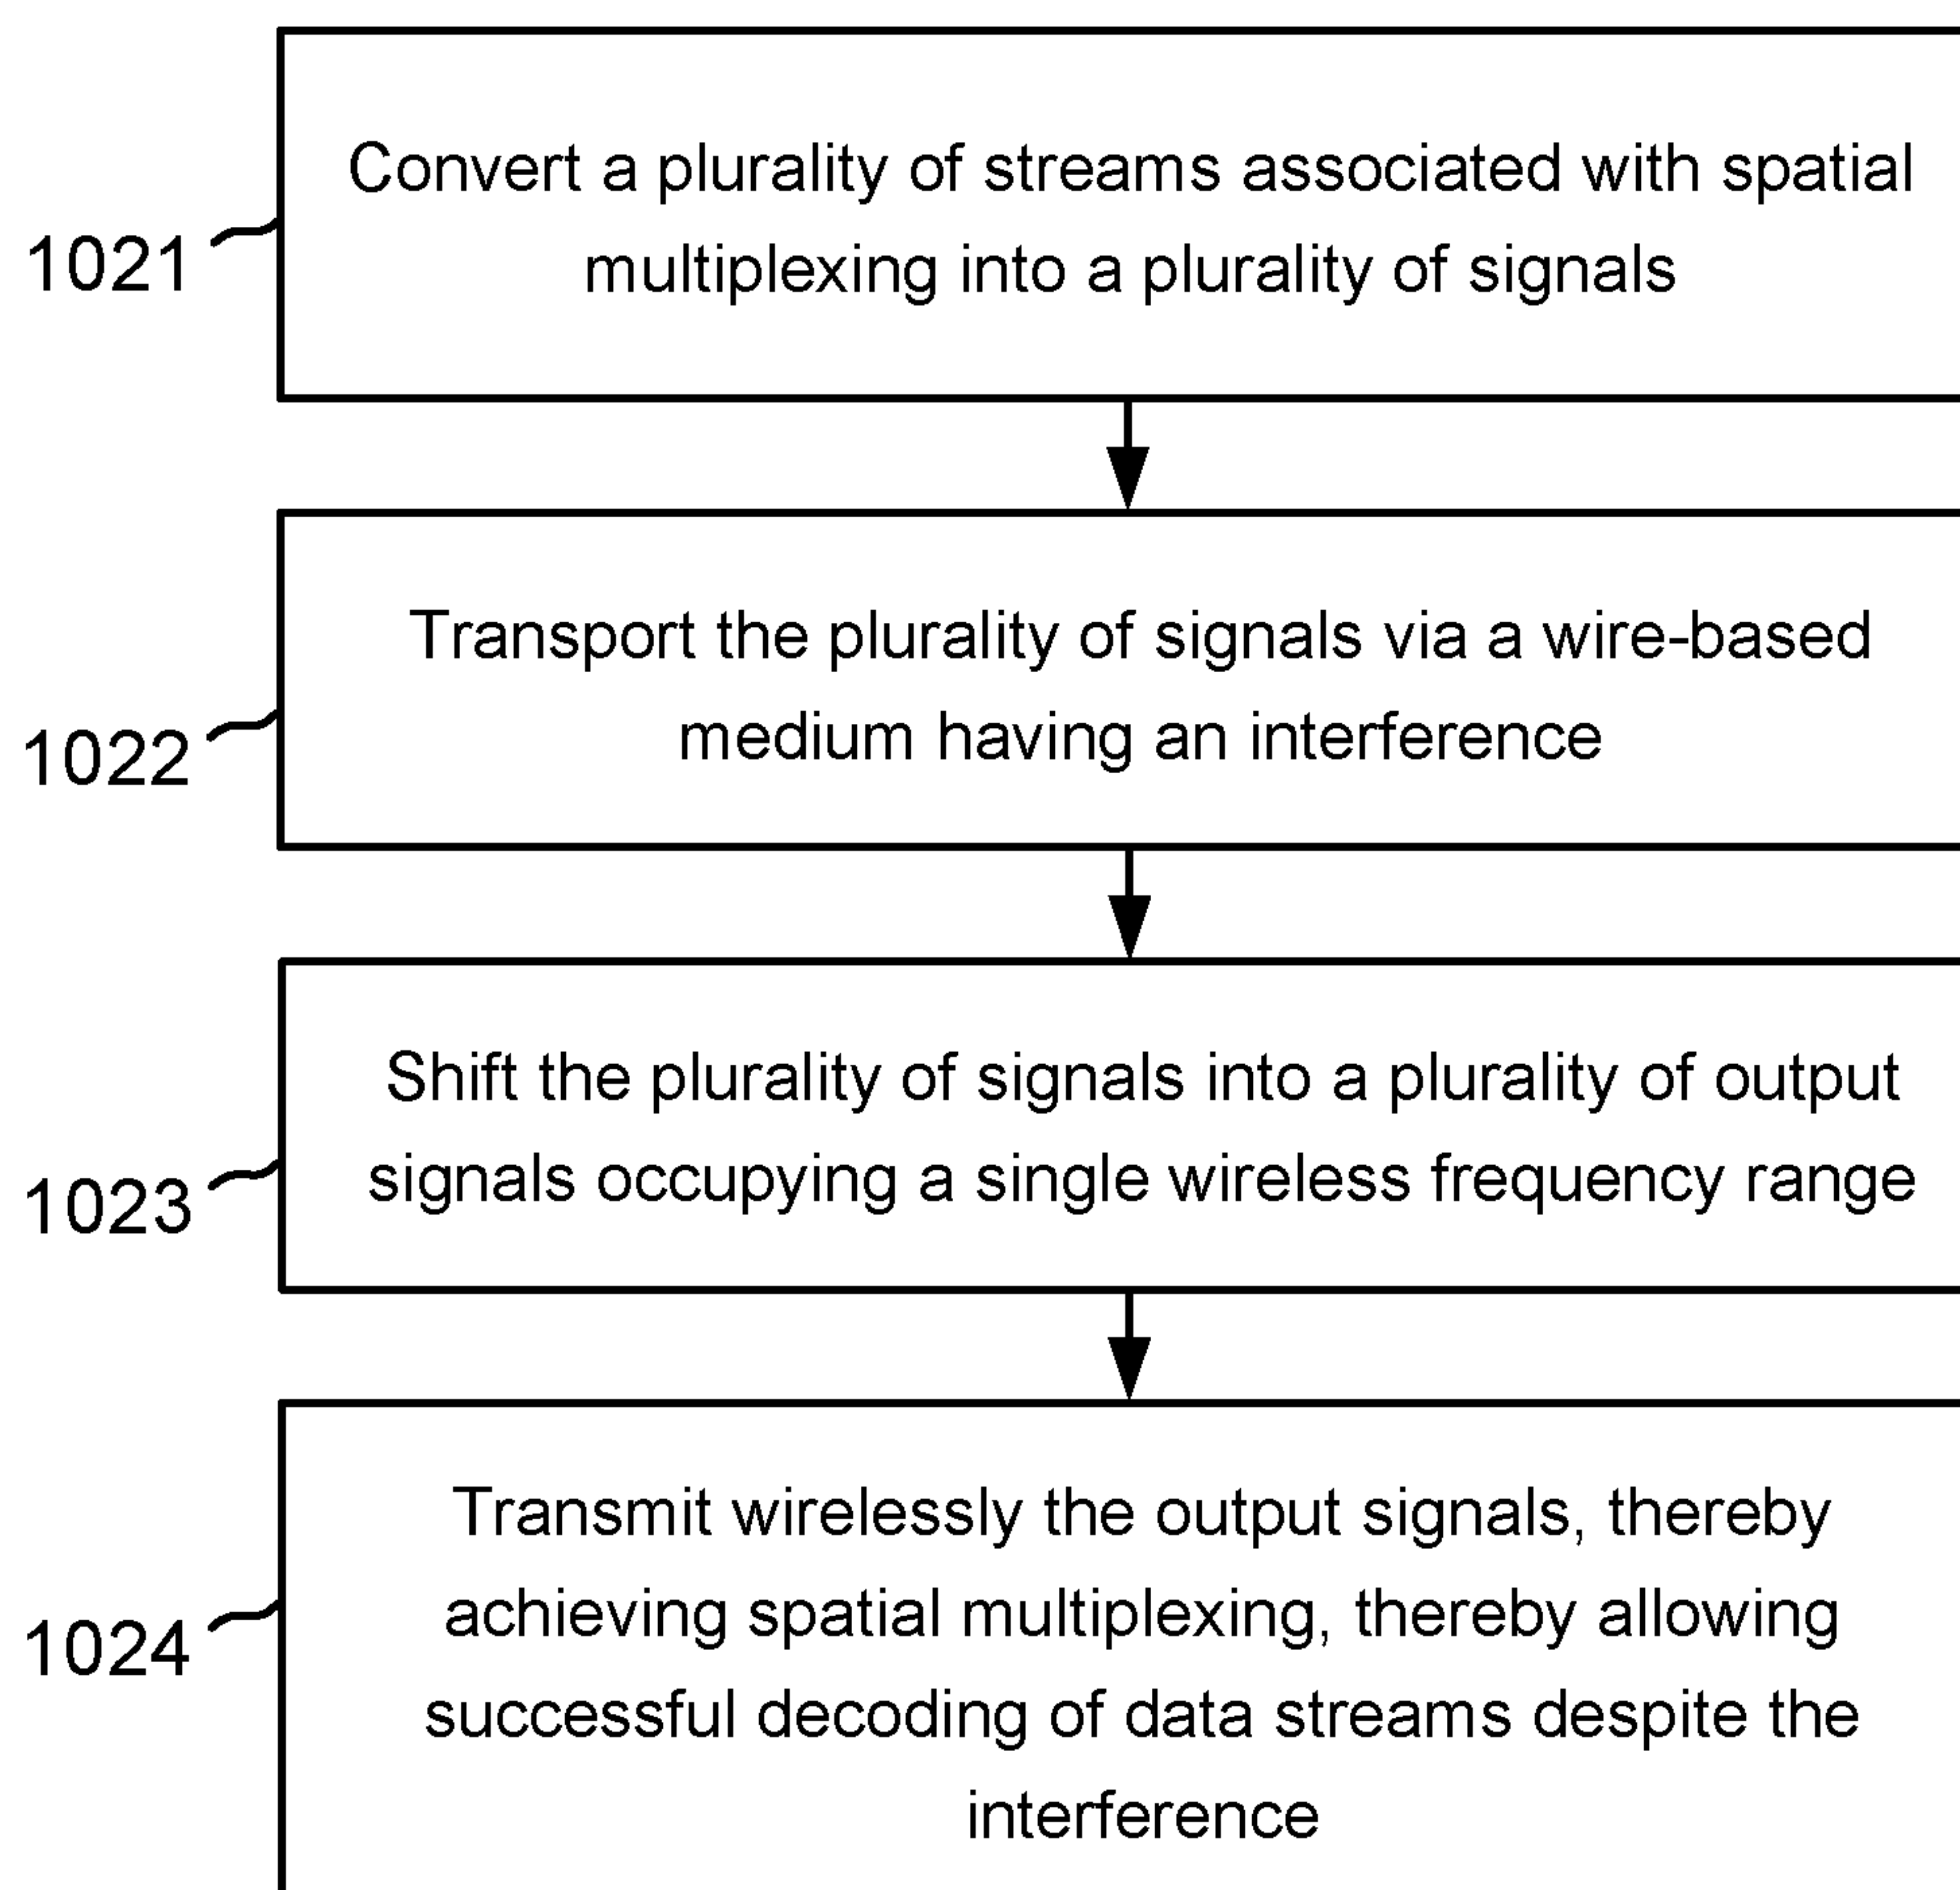 Convert a plurality of streams associated with spatial
multiplexing into a plurality of signals
1021
Transport the plurality of signals via a wire-based
medium having an interference
1022
Shift the plurality of signals into a plurality of output
signals occupying a single wireless frequency range
1023
Transmit wirelessly the output signals, thereby
achieving spatial multiplexing, thereby allowing
1024
successful decoding of data streams despite the
interference